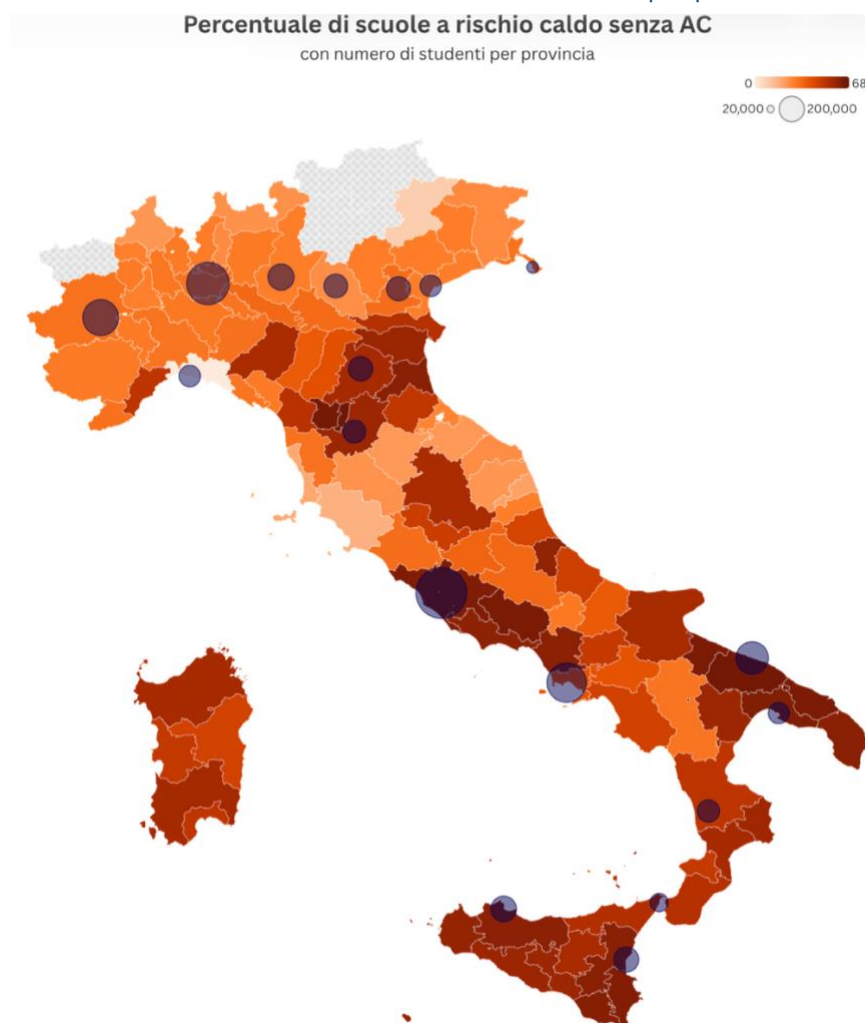 Percentuale di scuole a rischio caldo senza AC
con numero di studenti per provincia
0 68
20,000 200,000